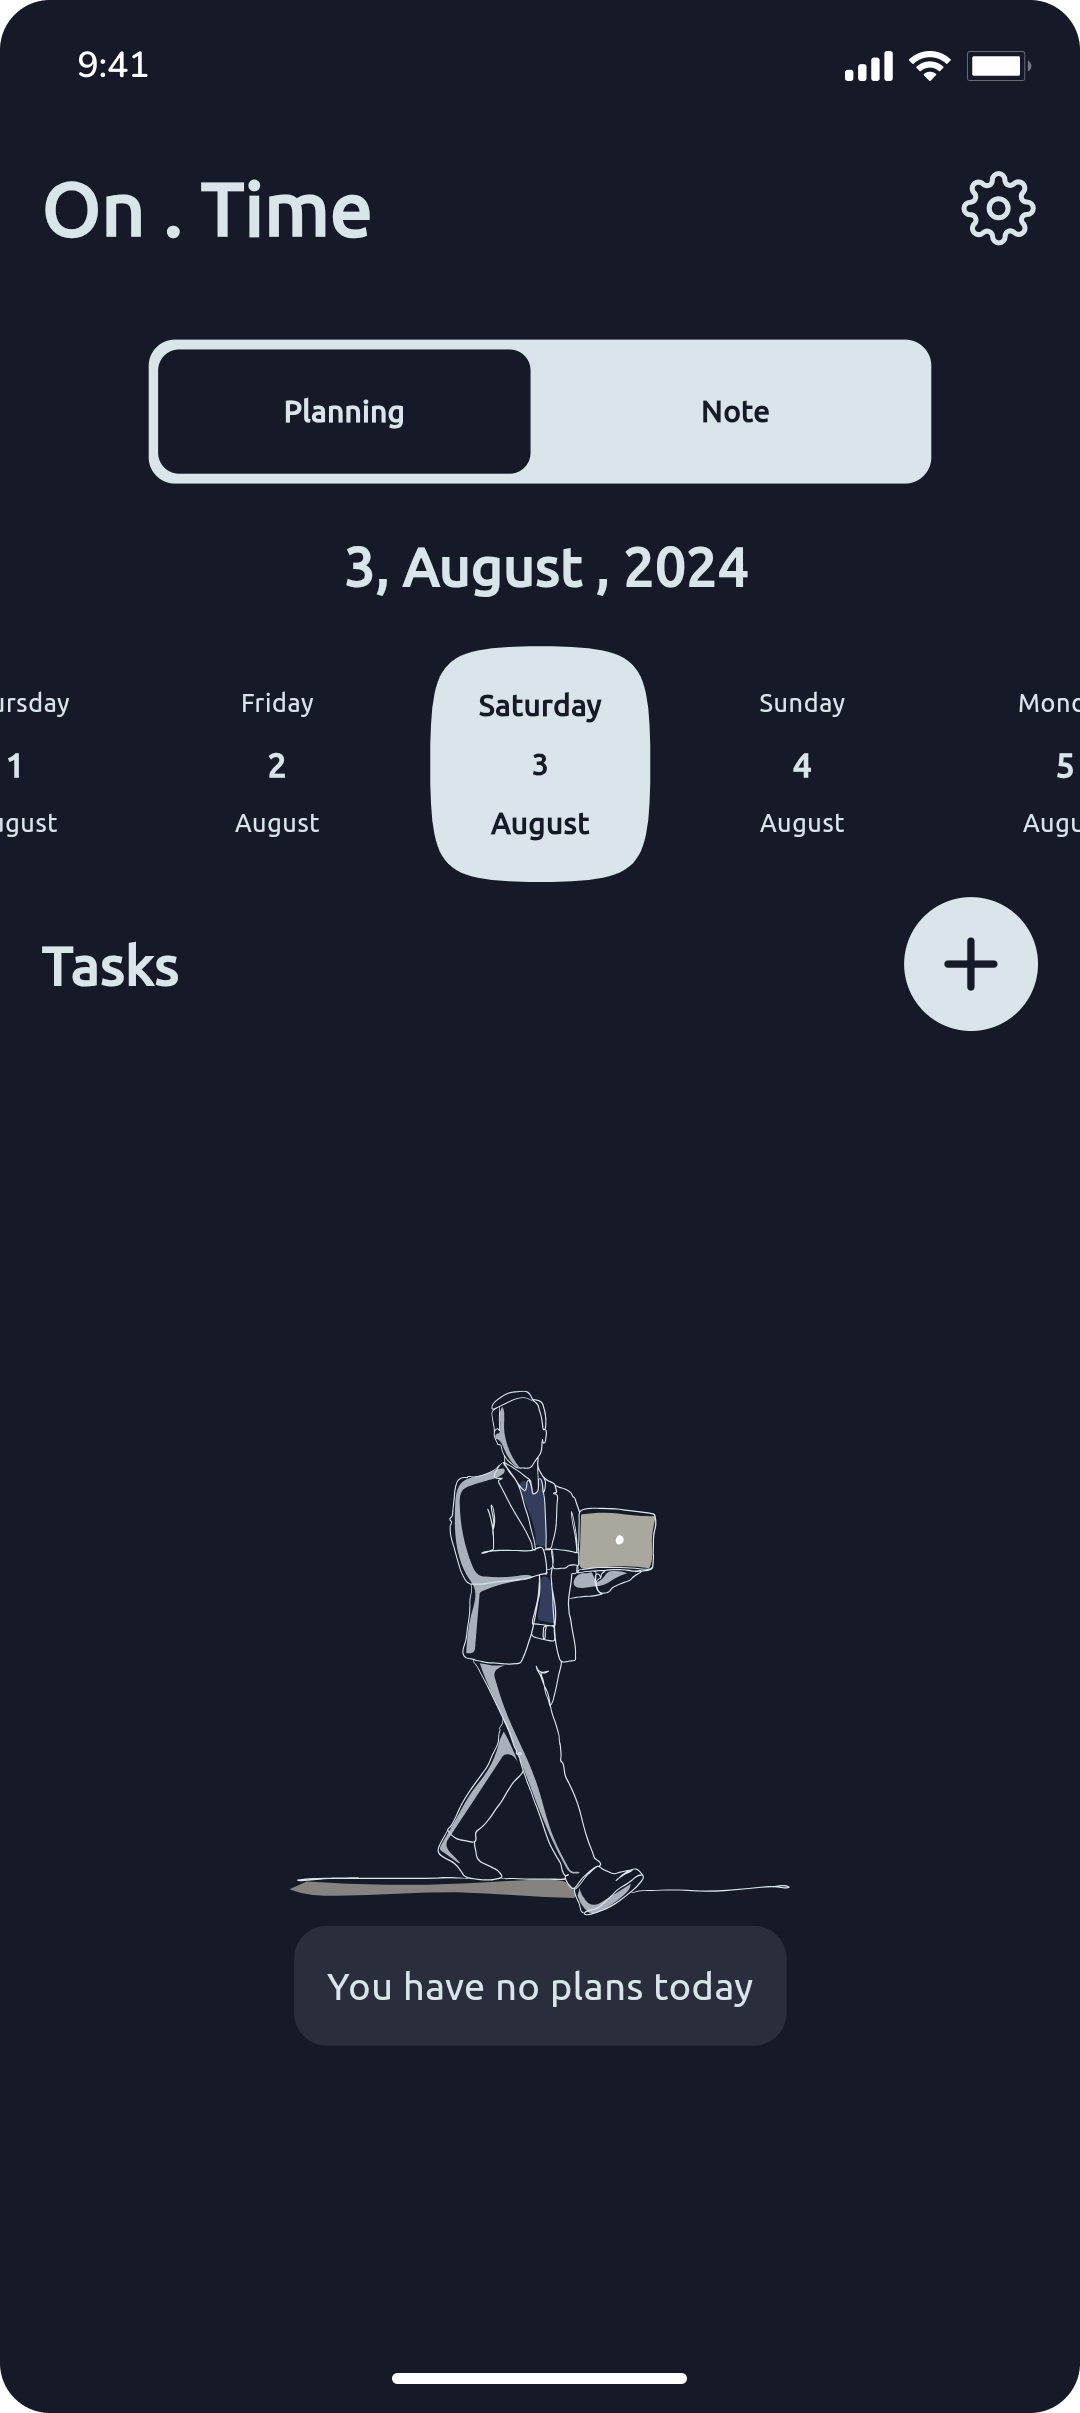 9:41
On . Time
Planning Note
3, August , 2024
ursday Friday Saturday Sunday Mond
1 2 3 4 5
ugust August August August Augu
Tasks
You have no plans today